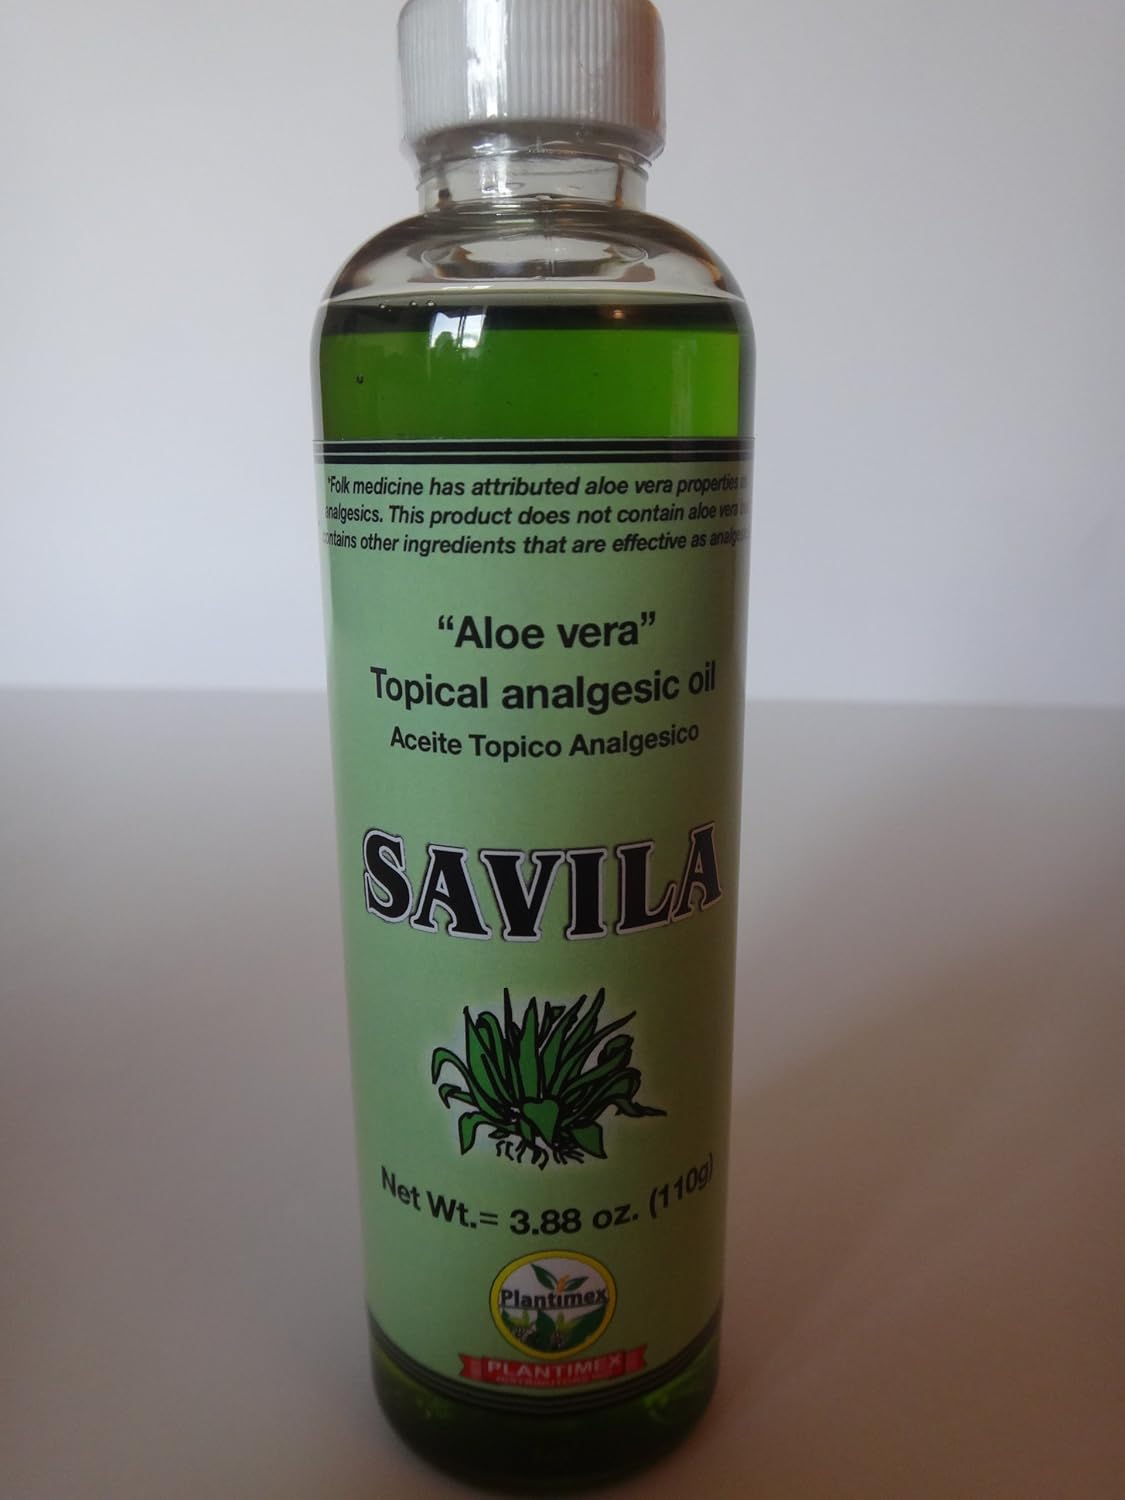 *Folk medicine has attributed aloe vera properties
analgesics. This product does not contain aloe vera
contains other ingredients that are effective as
“Aloe vera”
Topical analgesic oil
Aceite Topico Analgesico
SAVILA
Net Wt.= 3.88 oz. (110g)
Plantimex
PLANTIMEX